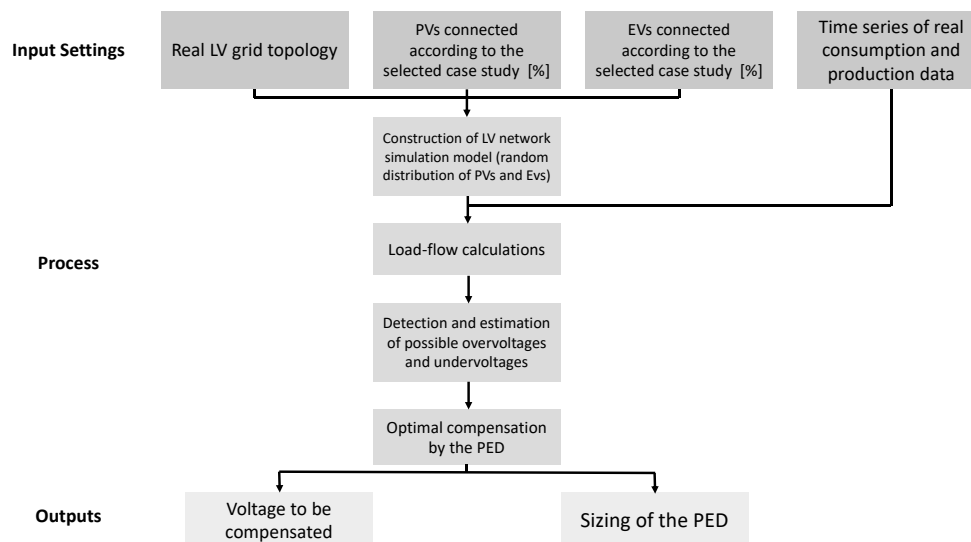 Input Settings
Real LV grid topology
PVs connected
according to the
selected case study [%]
EVs connected
according to the
selected case study [%]
Time series of real
consumption and
production data
Construction of LV network
simulation model (random
distribution of PVs and Evs)
Process
Load-flow calculations
Detection and estimation
of possible overvoltages
and undervoltages
Optimal compensation
by the PED
Outputs
Voltage to be
compensated
Sizing of the PED